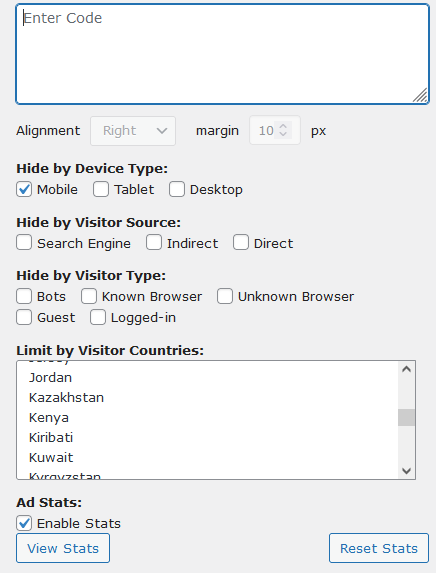 Enter Code
Alignment Right margin 10 px
Hide by Device Type:
Mobile Tablet Desktop
Hide by Visitor Source:
Search Engine Indirect Direct
Hide by Visitor Type:
Bots Known Browser Unknown Browser
Guest Logged-in
Limit by Visitor Countries:
Jersey
Jordan
Kazakhstan
Kenya
Kiribati
Kuwait
Kyrgyzstan
Ad Stats:
Enable Stats
View Stats Reset Stats